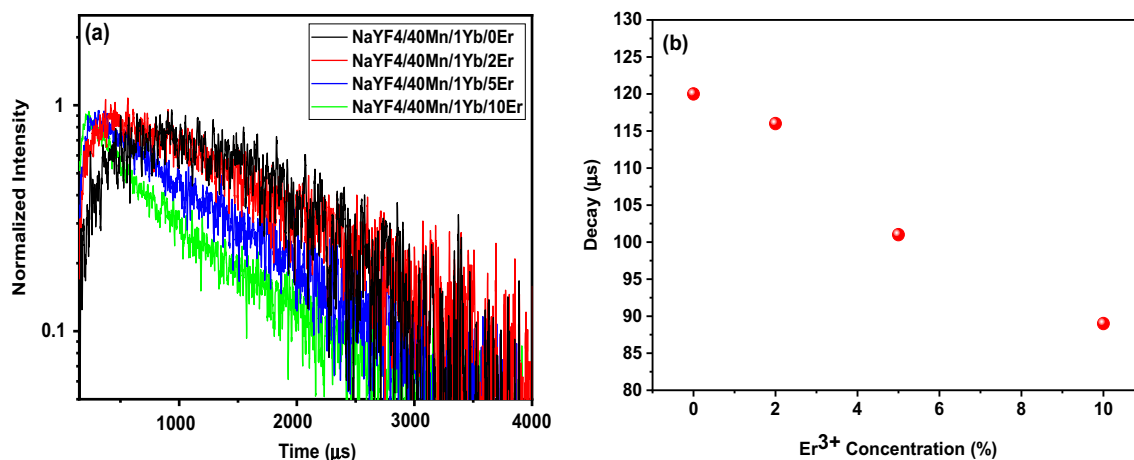 (a)
NaYF4/40Mn/1Yb/0Er
NaYF4/40Mn/1Yb/2Er
NaYF4/40Mn/1Yb/5Er
NaYF4/40Mn/1Yb/10Er
Normalized Intensity
1
0.1
1000 2000 3000 4000
Time (µs)
(b)
Decay (µs)
130
125
120
115
110
105
100
95
90
85
80
0 2 4 6 8 10
Er3+ Concentration (%)